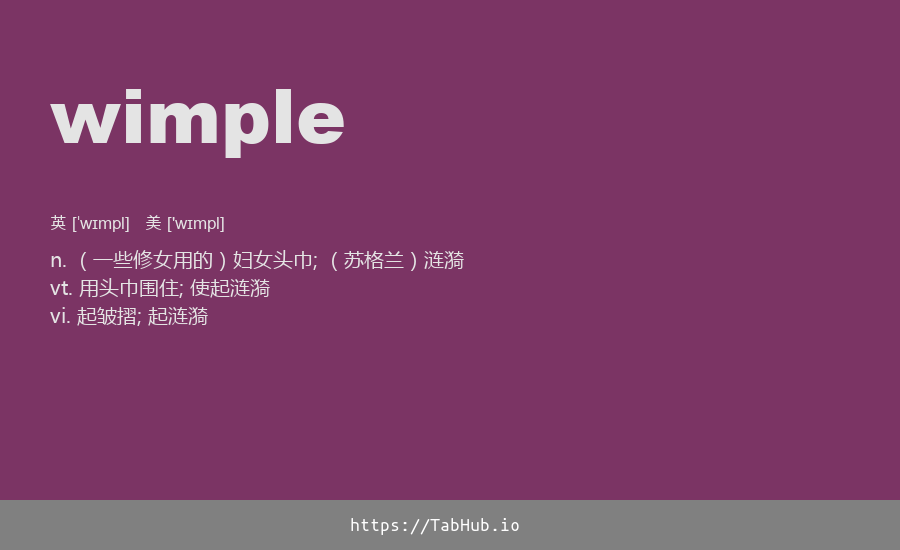 wimple
英 [ˈwɪmpl] 美 ['wɪmpl]
n. （一些修女用的）妇女头巾; （苏格兰）涟漪
vt. 用头巾围住; 使起涟漪
vi. 起皱摺; 起涟漪
https://TabHub.io